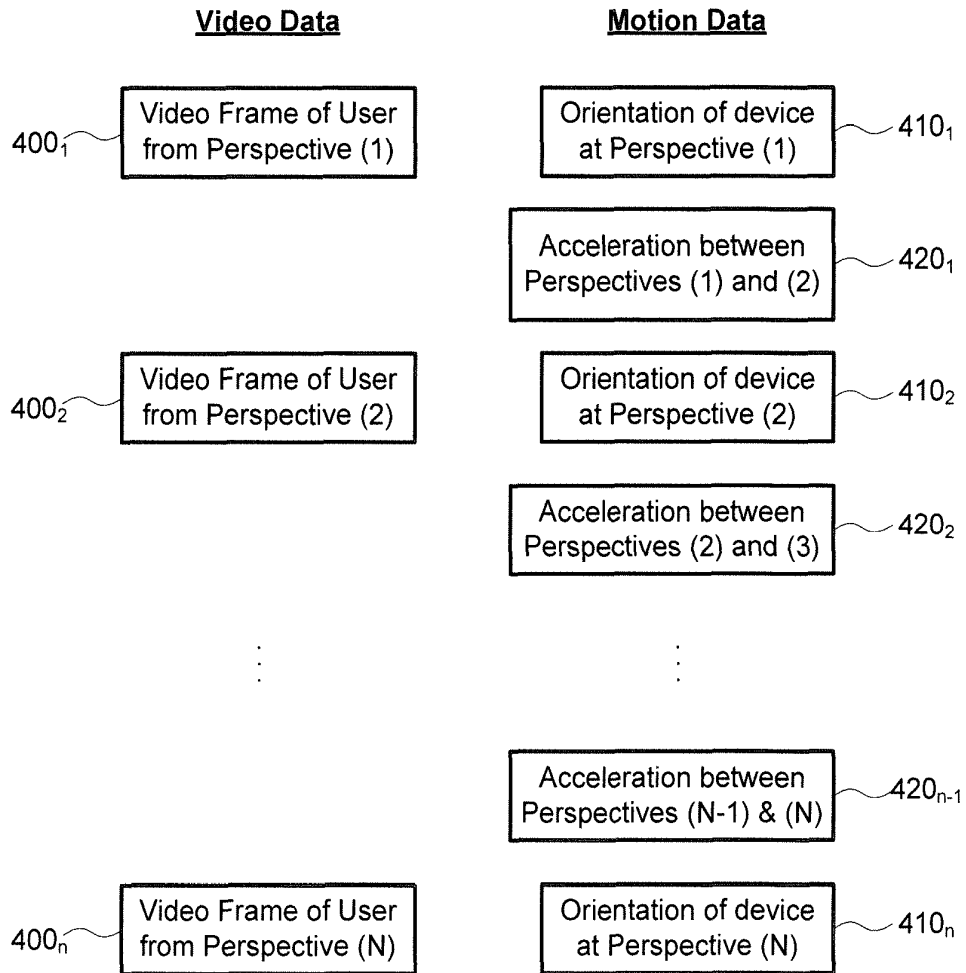 Video Data
Motion Data
400₁
Video Frame of User
from Perspective (1)
Orientation of device
at Perspective (1)
410₁
Acceleration between
Perspectives (1) and (2)
420₁
400₂
Video Frame of User
from Perspective (2)
Orientation of device
at Perspective (2)
410₂
Acceleration between
Perspectives (2) and (3)
420₂
Acceleration between
Perspectives (N-1) & (N)
420ₙ₋₁
400ₙ
Video Frame of User
from Perspective (N)
Orientation of device
at Perspective (N)
410ₙ